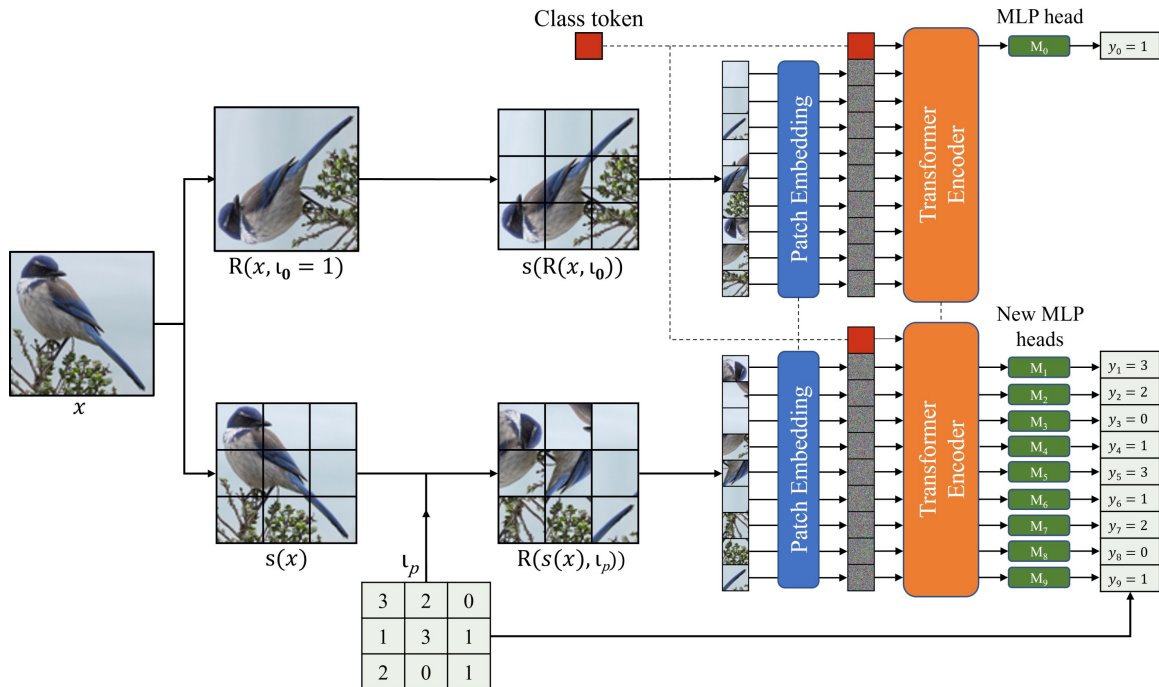 Class token
MLP head
M₀
y₀ = 1
Patch Embedding
Transformer
Encoder
R(x, ι₀ = 1)
s(R(x, ι₀))
x
New MLP
heads
M₁
y₁ = 3
M₂
y₂ = 2
M₃
y₃ = 0
M₄
y₄ = 1
M₅
y₅ = 3
M₆
y₆ = 1
M₇
y₇ = 2
M₈
y₈ = 0
M₉
y₉ = 1
Patch Embedding
Transformer
Encoder
s(x)
R(s(x), ιₚ))
ιₚ
3 2 0
1 3 1
2 0 1